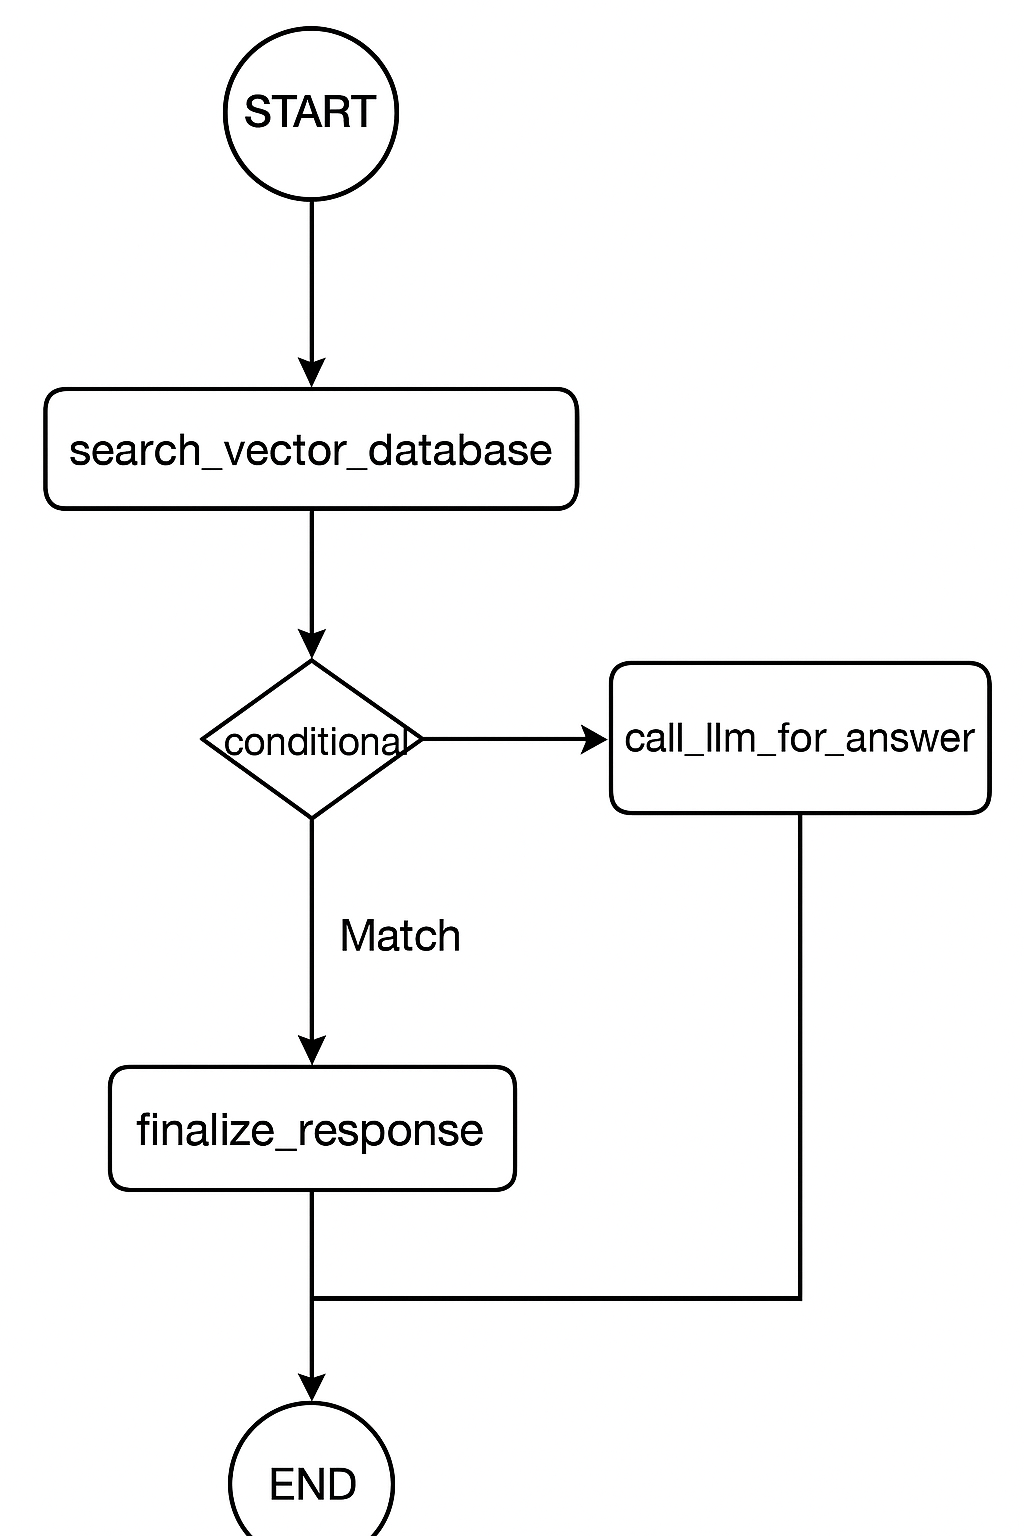 START
search_vector_database
conditional
call_llm_for_answer
Match
finalize_response
END